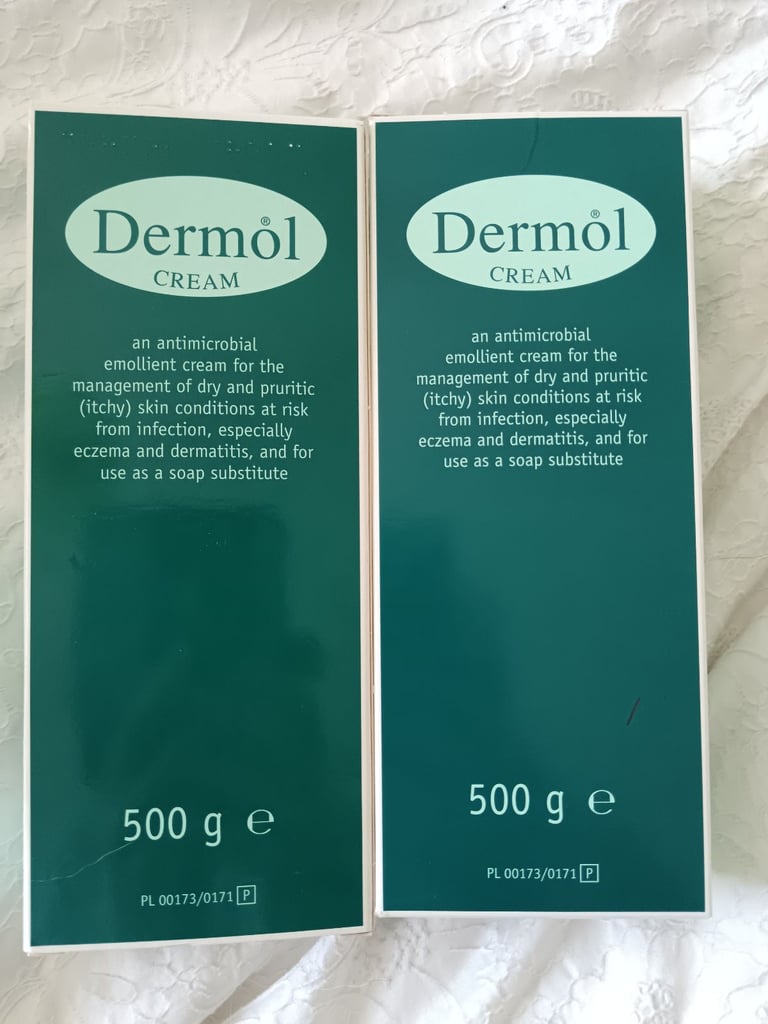 Dermol®
CREAM
an antimicrobial
emollient cream for the
management of dry and pruritic
(itchy) skin conditions at risk
from infection, especially
eczema and dermatitis, and for
use as a soap substitute
500 g ℮
PL 00173/0171 P
Dermol®
CREAM
an antimicrobial
emollient cream for the
management of dry and pruritic
(itchy) skin conditions at risk
from infection, especially
eczema and dermatitis, and for
use as a soap substitute
500 g ℮
PL 00173/0171 P